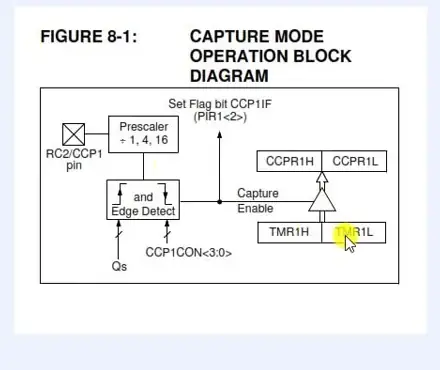 FIGURE 8-1:
CAPTURE MODE
OPERATION BLOCK
DIAGRAM
Set Flag bit CCP1IF
(PIR1<2>)
Prescaler
÷ 1, 4, 16
RC2/CCP1
pin
CCPR1H CCPR1L
and
Edge Detect
Capture
Enable
TMR1H TMR1L
CCP1CON<3:0>
Qs